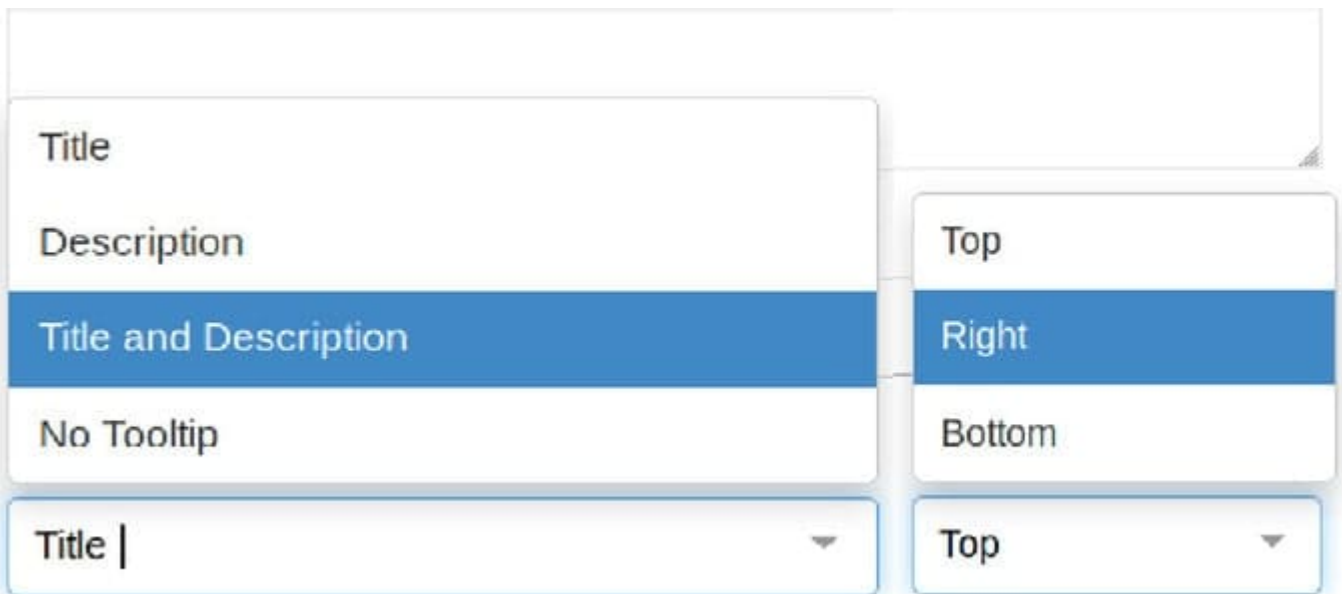 Title
Description
Title and Description
No Tooltip
Title
Top
Right
Bottom
Top